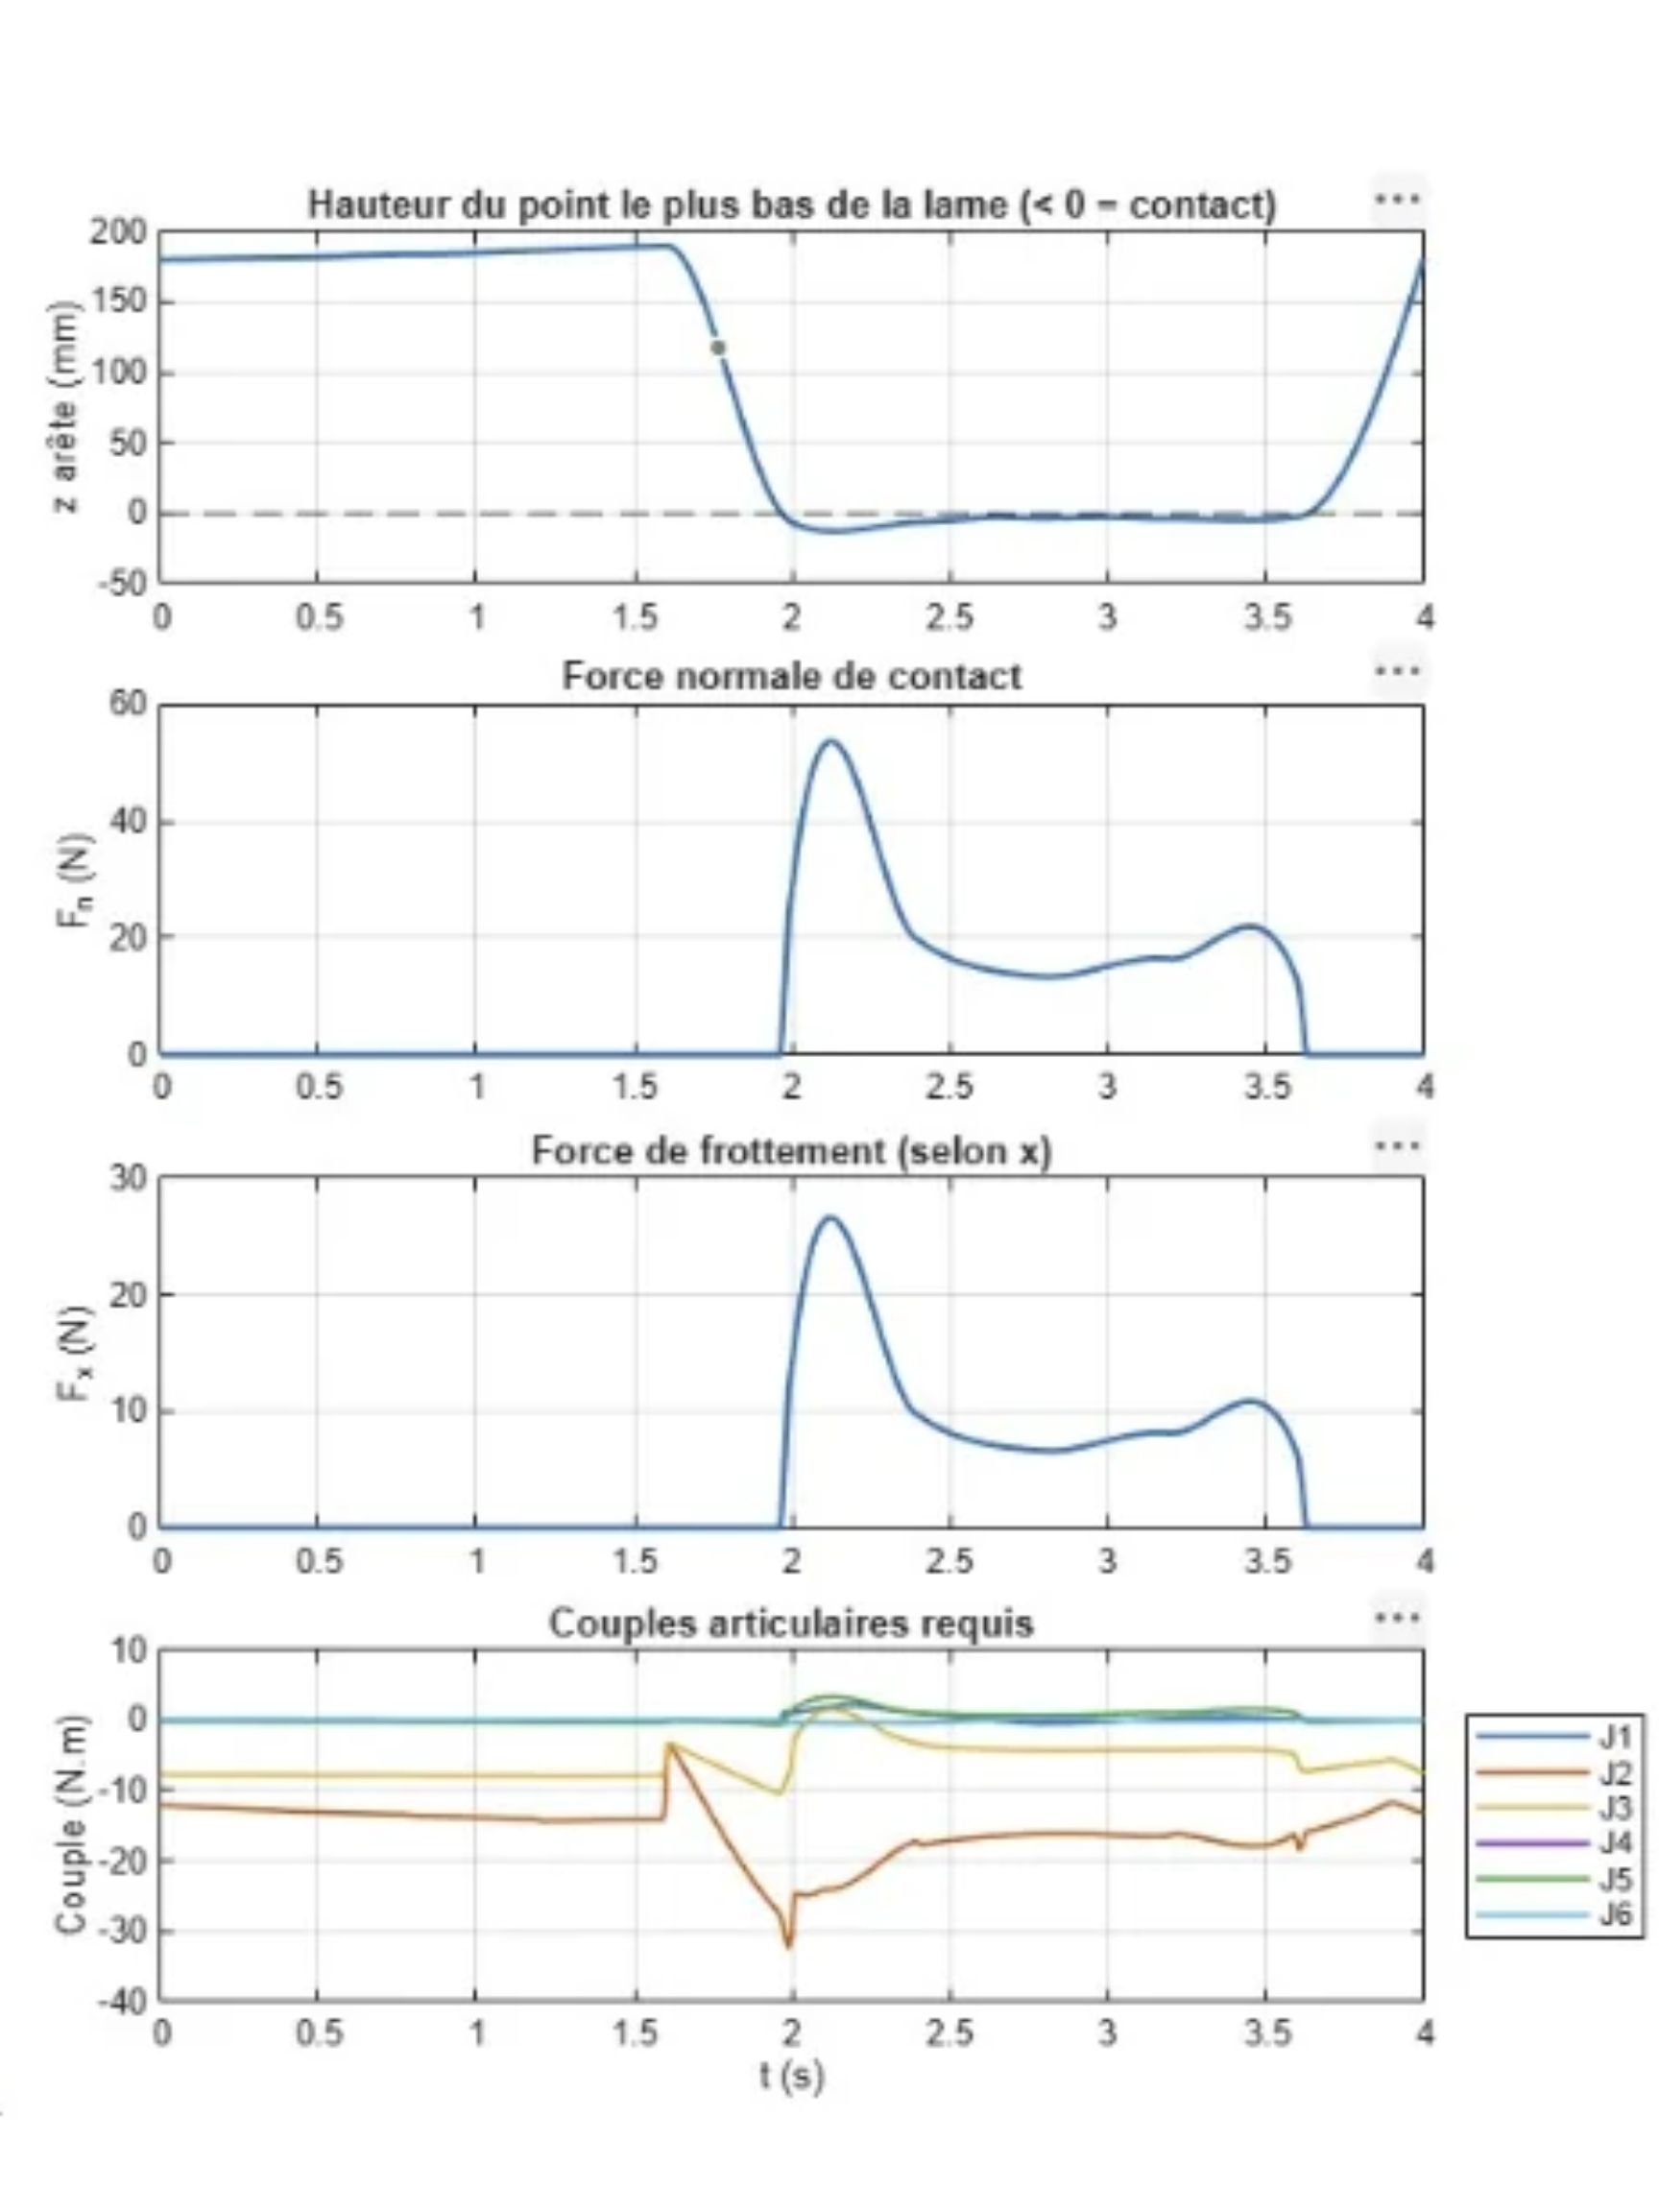 Hauteur du point le plus bas de la lame (< 0 = contact)
•••
200
150
100
50
0
-50
z arête (mm)
0 0.5 1 1.5 2 2.5 3 3.5 4
Force normale de contact
•••
60
40
20
0
Fn (N)
0 0.5 1 1.5 2 2.5 3 3.5 4
Force de frottement (selon x)
•••
30
20
10
0
Fx (N)
0 0.5 1 1.5 2 2.5 3 3.5 4
Couples articulaires requis
•••
10
0
-10
-20
-30
-40
Couple (N.m)
0 0.5 1 1.5 2 2.5 3 3.5 4
t (s)
J1
J2
J3
J4
J5
J6